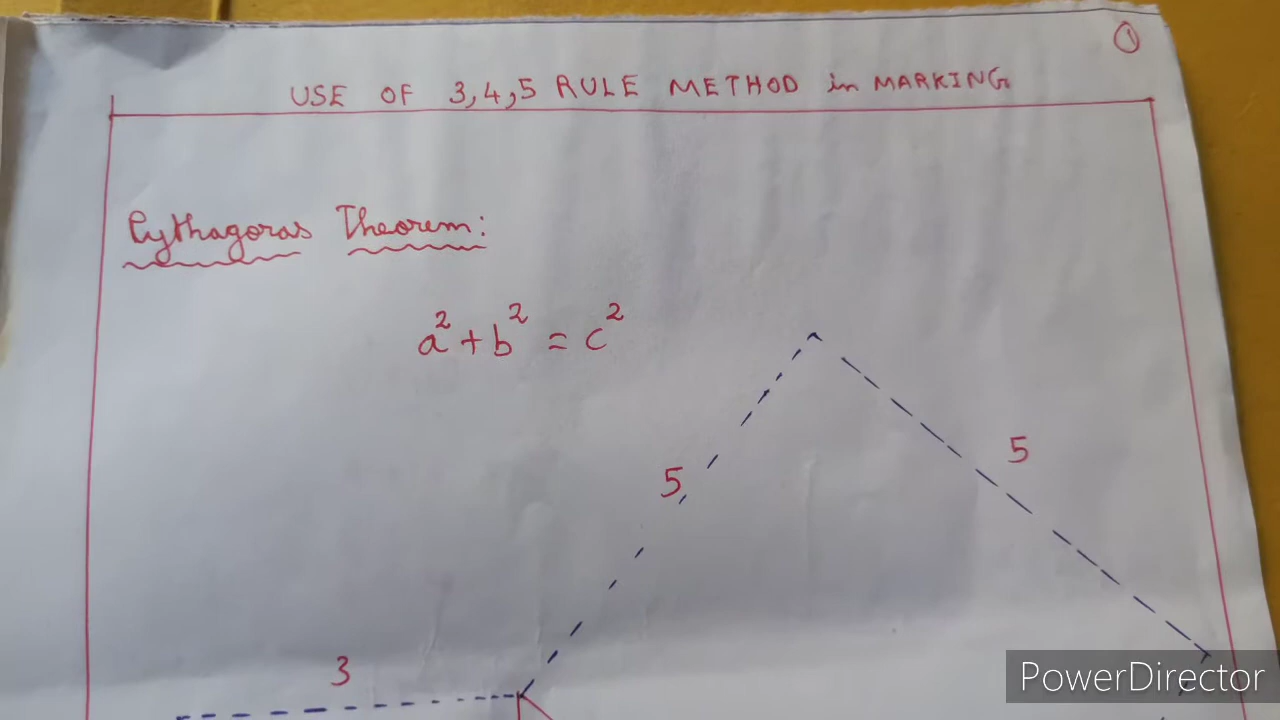 1
USE OF 3,4,5 RULE METHOD in MARKING
Pythagoras Theorem:
a²+b² = c²
5
5
3
PowerDirector